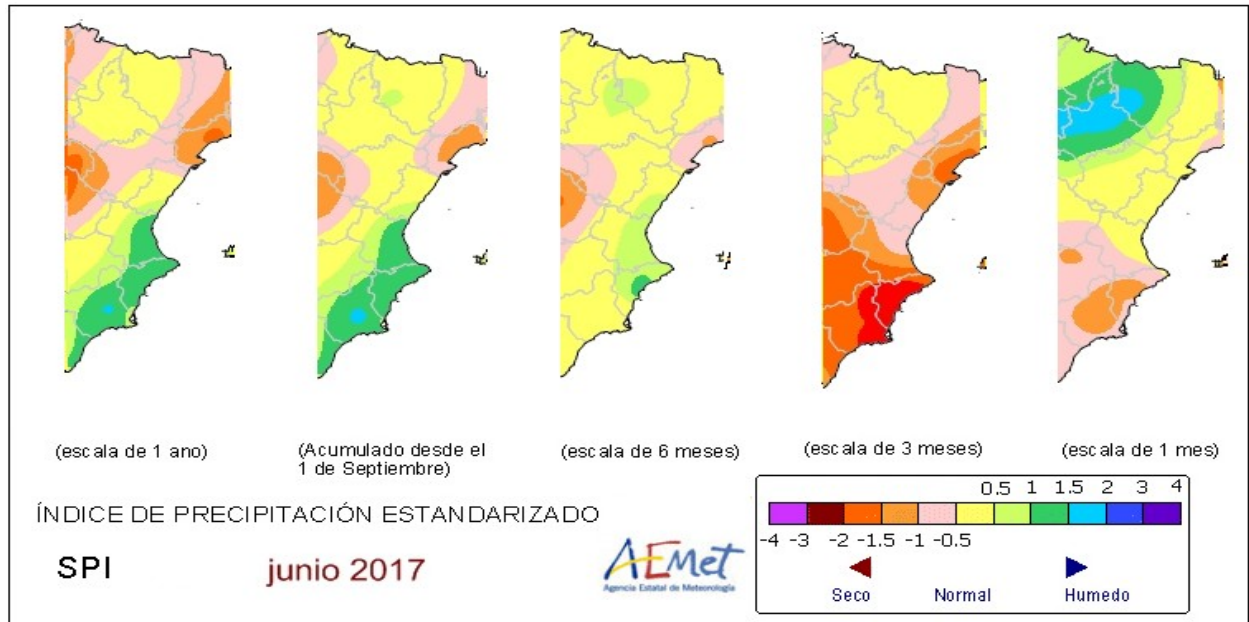 (escala de 1 ano)
(Acumulado desde el
1 de Septiembre)
(escala de 6 meses)
(escala de 3 meses)
(escala de 1 mes)
ÍNDICE DE PRECIPITACIÓN ESTANDARIZADO
SPI
junio 2017
AEMet
Agencia Estatal de Meteorología
0.5 1 1.5 2 3 4
-4 -3 -2 -1.5 -1 -0.5
Seco Normal Humedo